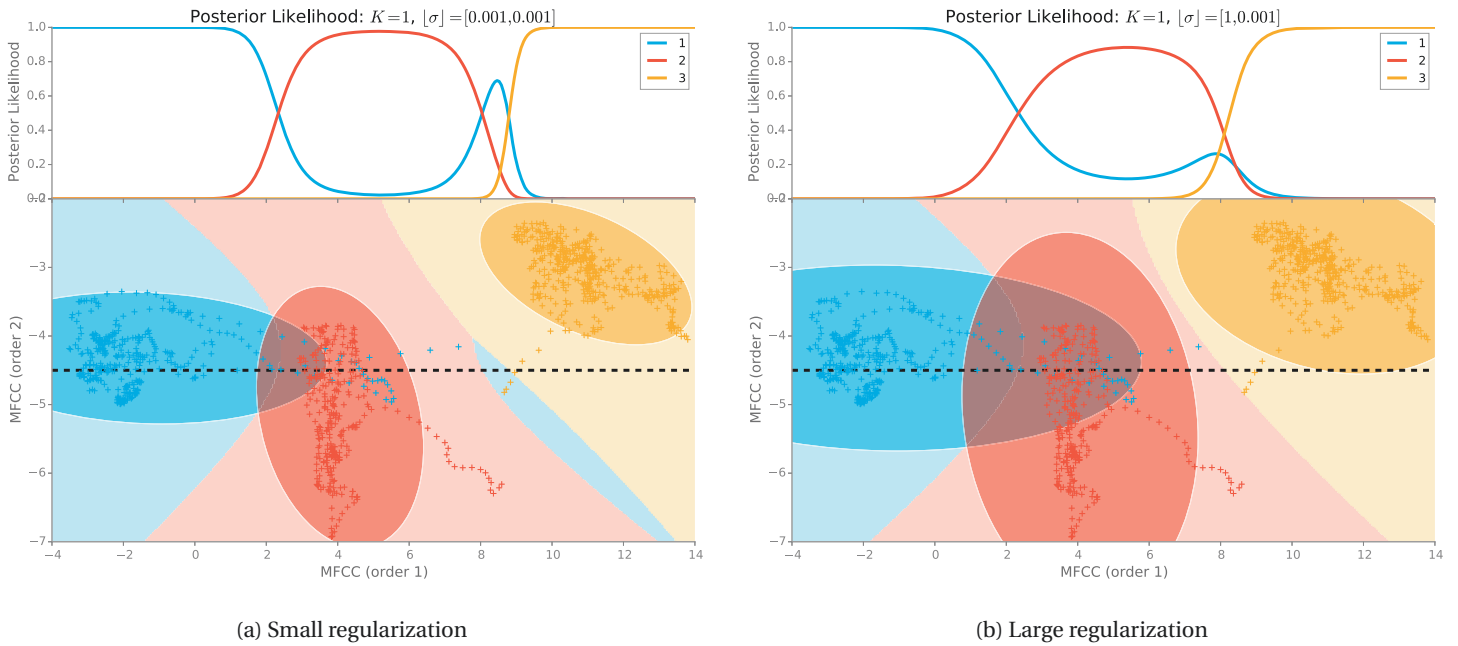 Posterior Likelihood: K=1, ⌊σ⌋=[0.001,0.001]
Posterior Likelihood
1.0
0.8
0.6
0.4
0.2
0.0
1
2
3
MFCC (order 2)
−3
−4
−5
−6
−7
−4 −2 0 2 4 6 8 10 12 14
MFCC (order 1)
(a) Small regularization
Posterior Likelihood: K=1, ⌊σ⌋=[1,0.001]
Posterior Likelihood
1.0
0.8
0.6
0.4
0.2
1
2
3
MFCC (order 2)
−3
−4
−5
−6
−7
−4 −2 0 2 4 6 8 10 12 14
MFCC (order 1)
(b) Large regularization